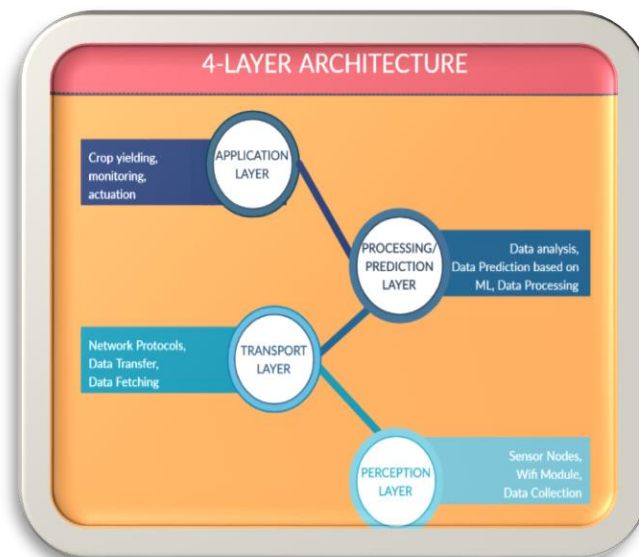 4-LAYER ARCHITECTURE
Crop yielding,
monitoring,
actuation
APPLICATION
LAYER
PROCESSING/
PREDICTION
LAYER
Data analysis,
Data Prediction based on
ML, Data Processing
Network Protocols,
Data Transfer,
Data Fetching
TRANSPORT
LAYER
PERCEPTION
LAYER
Sensor Nodes,
Wifi Module,
Data Collection